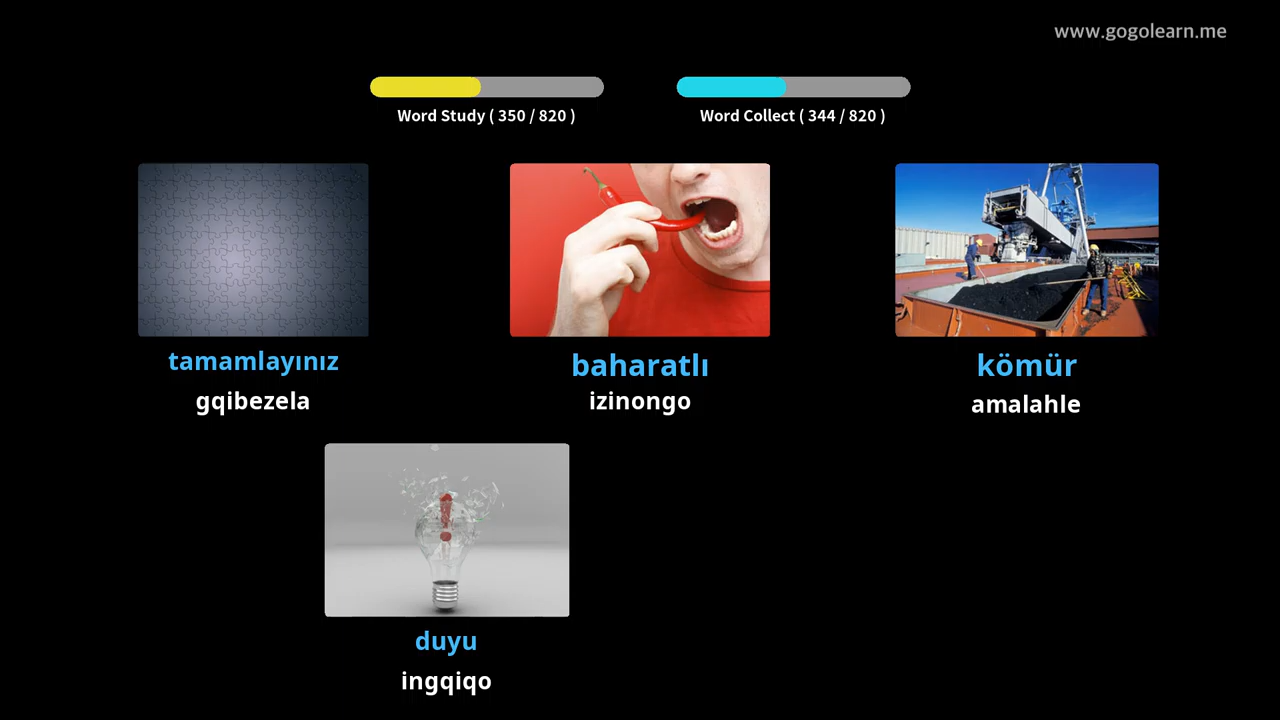 www.gogolearn.me
Word Study ( 350 / 820 )
Word Collect ( 344 / 820 )
tamamlayınız
gqibezela
baharatlı
izinongo
kömür
amalahle
duyu
ingqiqo